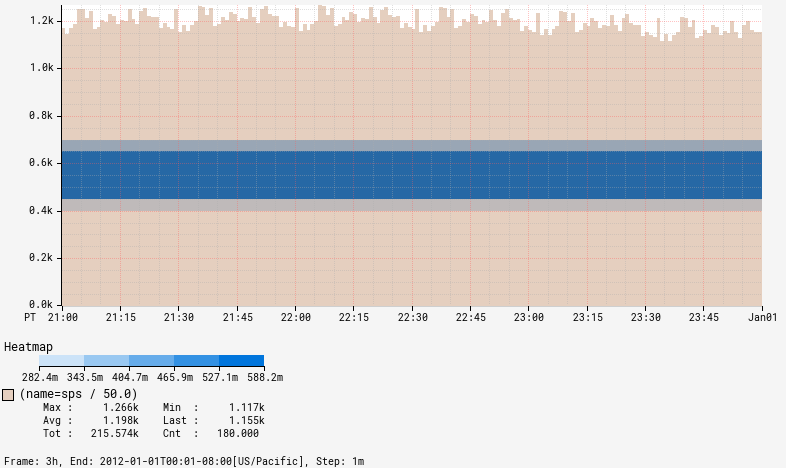 1.2k
1.0k
0.8k
0.6k
0.4k
0.2k
0.0k
PT 21:00 21:15 21:30 21:45 22:00 22:15 22:30 22:45 23:00 23:15 23:30 23:45 Jan01
Heatmap
282.4m 343.5m 404.7m 465.9m 527.1m 588.2m
(name=sps / 50.0)
Max : 1.266k Min : 1.117k
Avg : 1.198k Last : 1.155k
Tot : 215.574k Cnt : 180.000
Frame: 3h, End: 2012-01-01T00:01-08:00[US/Pacific], Step: 1m